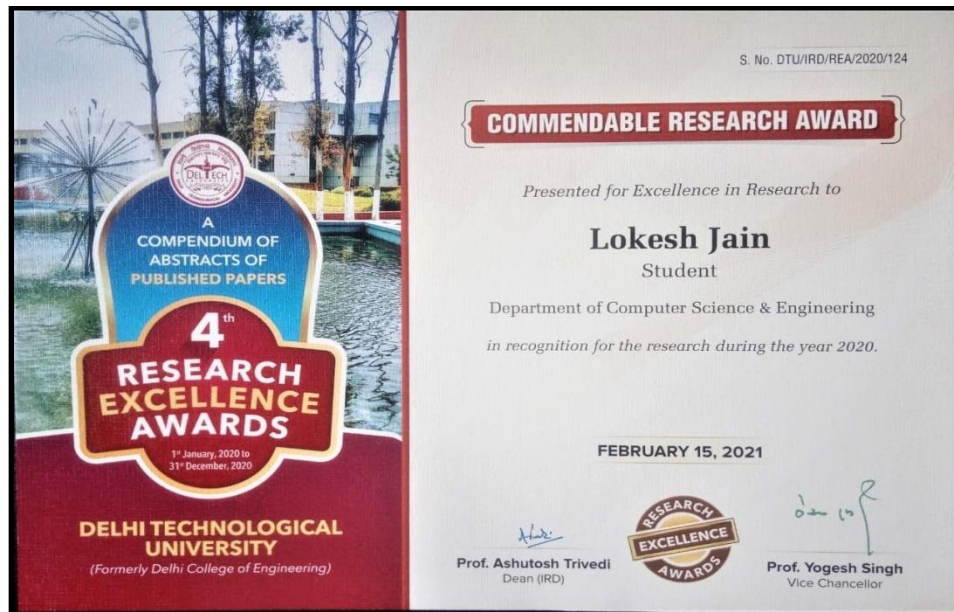 DELTECH
A
COMPENDIUM OF
ABSTRACTS OF
PUBLISHED PAPERS
4th
RESEARCH
EXCELLENCE
AWARDS
1st January, 2020 to
31st December, 2020
DELHI TECHNOLOGICAL
UNIVERSITY
(Formerly Delhi College of Engineering)
S. No. DTU/IRD/REA/2020/124
COMMENDABLE RESEARCH AWARD
Presented for Excellence in Research to
Lokesh Jain
Student
Department of Computer Science & Engineering
in recognition for the research during the year 2020.
FEBRUARY 15, 2021
Prof. Ashutosh Trivedi
Dean (IRD)
RESEARCH
EXCELLENCE
AWARDS
Prof. Yogesh Singh
Vice Chancellor